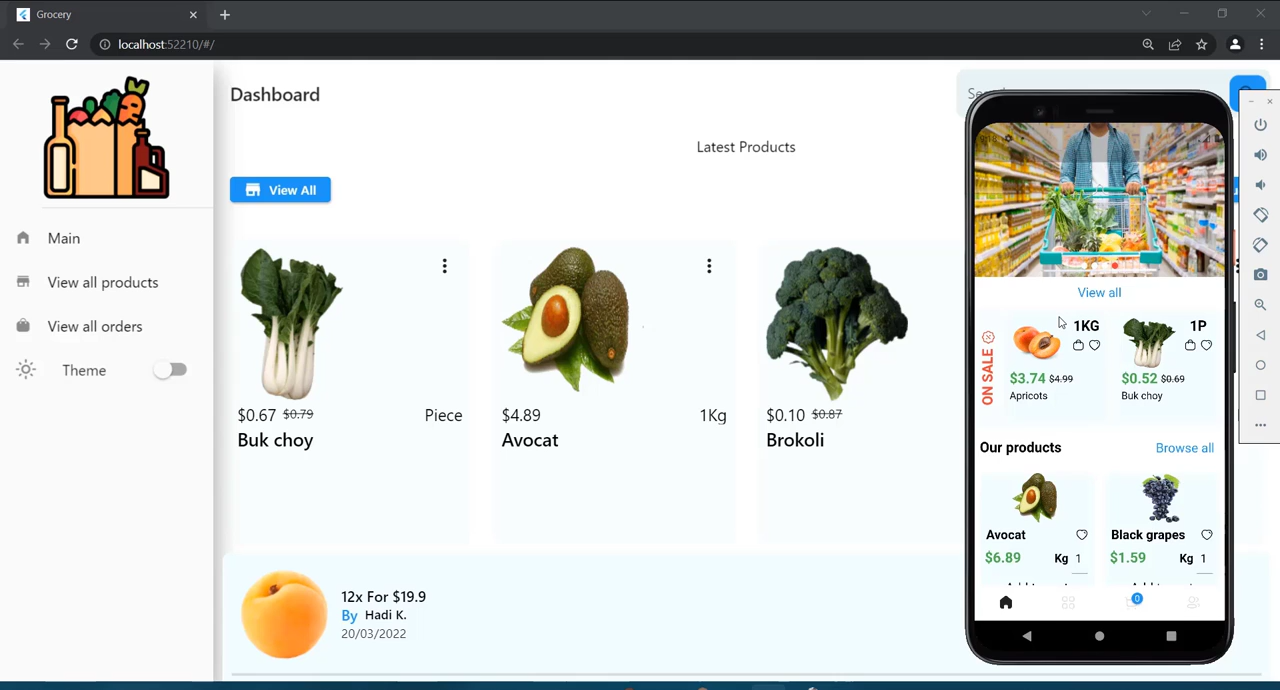 Grocery
localhost:52210/#/
Dashboard
Latest Products
View All
Main
View all products
View all orders
Theme
$0.67 $0.79 Piece
Buk choy
$4.89 1Kg
Avocat
$0.10 $0.87
Brokoli
12x For $19.9
By Hadi K.
20/03/2022
View all
ON SALE
1KG
$3.74 $4.99
Apricots
1P
$0.52 $0.69
Buk choy
Our products Browse all
Avocat
$6.89 Kg 1
Black grapes
$1.59 Kg 1
0